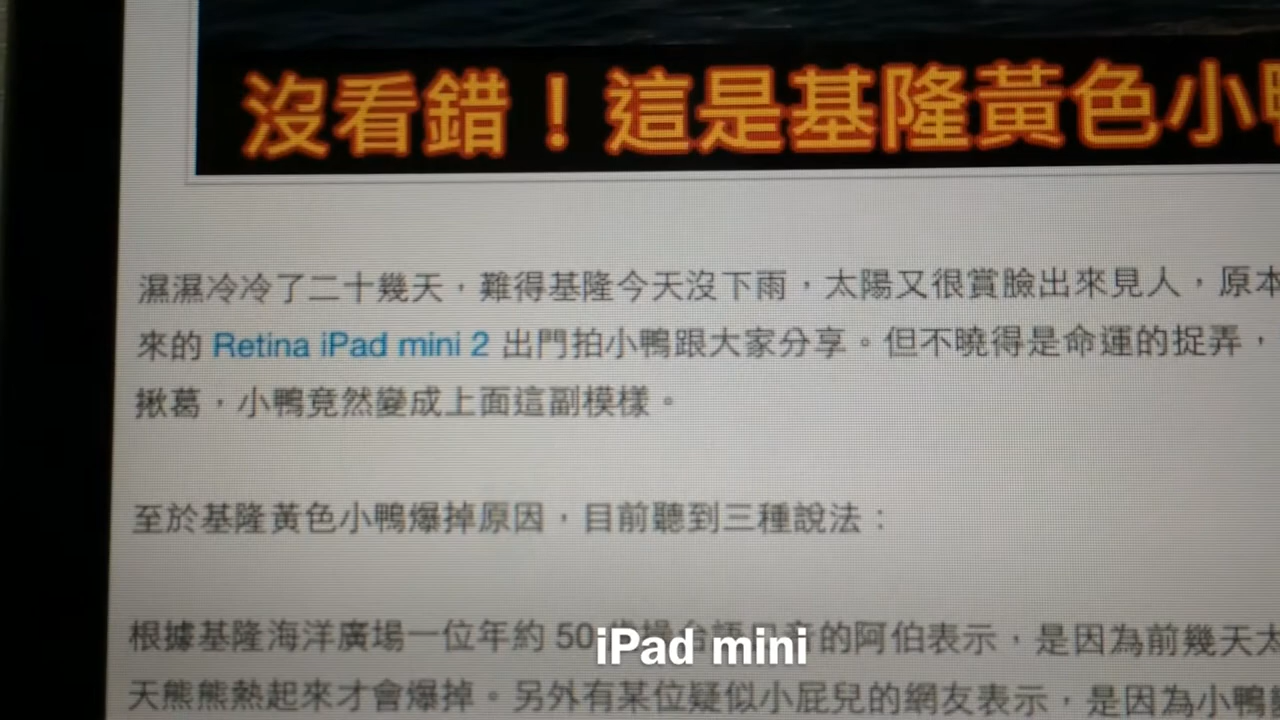 沒看錯！這是基隆黃色小鴨
濕濕冷冷了二十幾天，難得基隆今天沒下雨，太陽又很賞臉出來見人，原本
來的 Retina iPad mini 2 出門拍小鴨跟大家分享。但不曉得是命運的捉弄，
揪葛，小鴨竟然變成上面這副模樣。
至於基隆黃色小鴨爆掉原因，目前聽到三種說法：
根據基隆海洋廣場一位年約 50 的阿伯表示，是因為前幾天太
iPad mini
天熊熊熱起來才會爆掉。另外有某位疑似小屁兒的網友表示，是因為小鴨